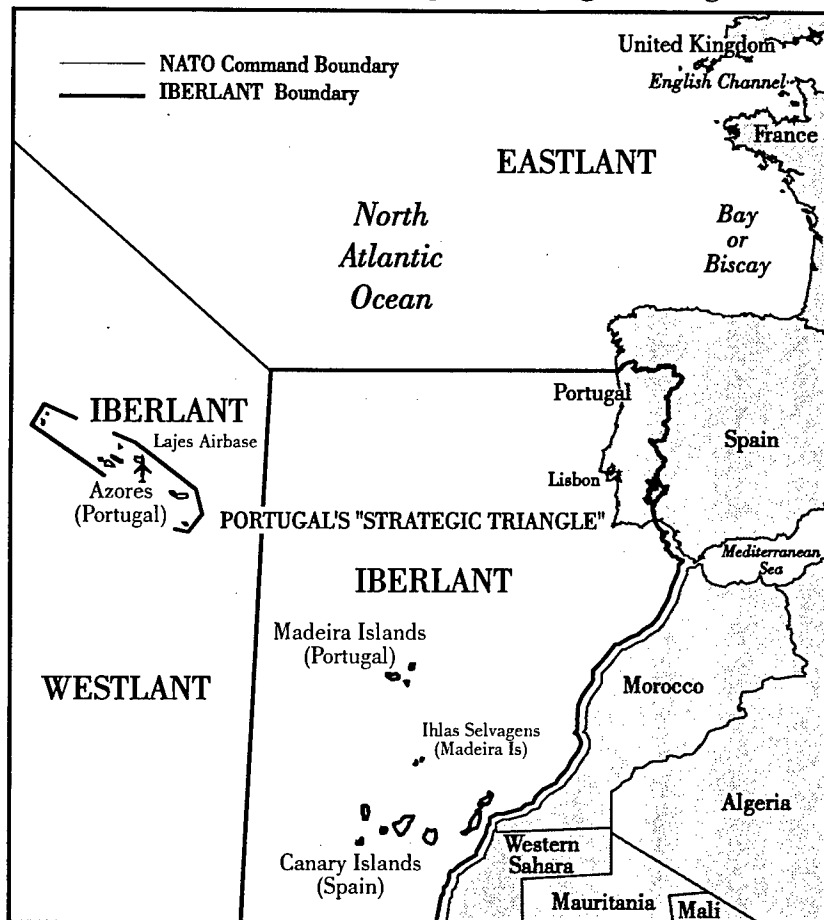 NATO Command Boundary
IBERLANT Boundary
United Kingdom
English Channel
France
EASTLANT
North
Atlantic
Ocean
Bay
or
Biscay
Portugal
IBERLANT
Lajes Airbase
Spain
Lisbon
Azores
(Portugal)
PORTUGAL'S "STRATEGIC TRIANGLE"
Mediterranean
Sea
IBERLANT
Madeira Islands
(Portugal)
WESTLANT
Morocco
Ihlas Selvagens
(Madeira Is)
Algeria
Canary Islands
(Spain)
Western
Sahara
Mauritania
Mali